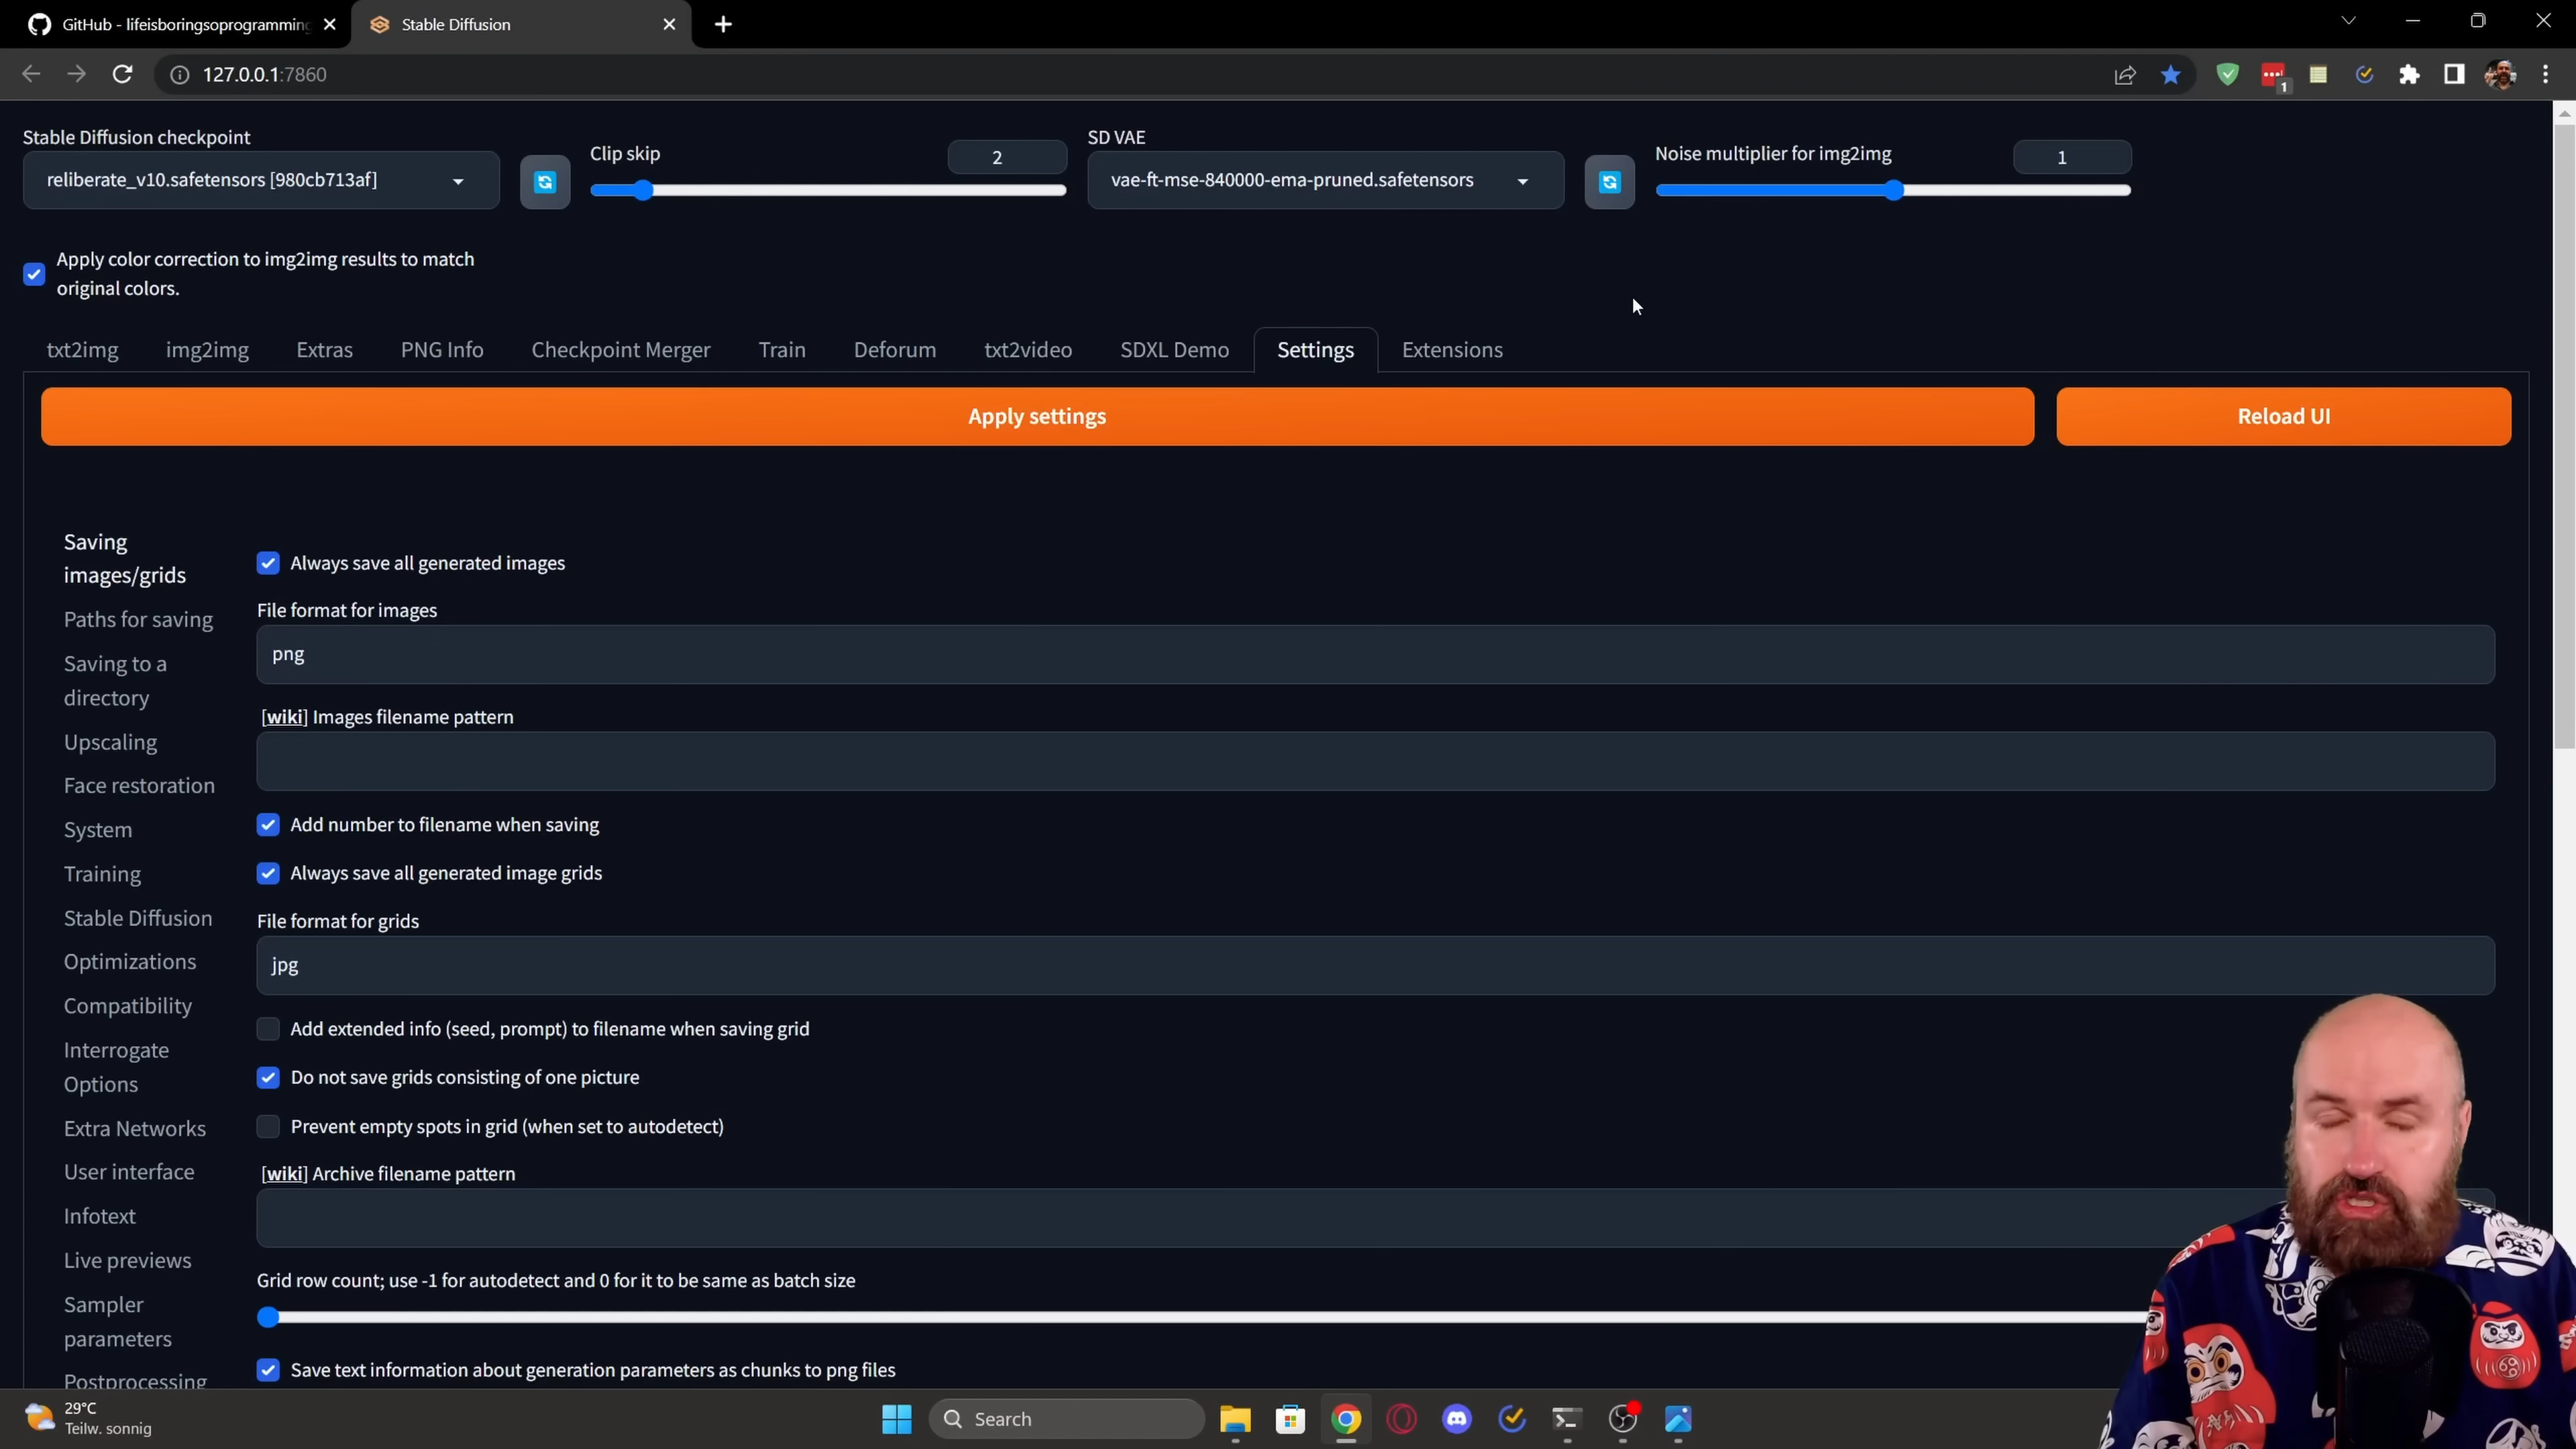 GitHub - lifeisboringsoprogramming
Stable Diffusion
127.0.0.1:7860
1
Stable Diffusion checkpoint
reliberate_v10.safetensors [980cb713af]
Clip skip
2
SD VAE
vae-ft-mse-840000-ema-pruned.safetensors
Noise multiplier for img2img
1
Apply color correction to img2img results to match
original colors.
txt2img
img2img
Extras
PNG Info
Checkpoint Merger
Train
Deforum
txt2video
SDXL Demo
Settings
Extensions
Apply settings
Reload UI
Saving
images/grids
Paths for saving
Saving to a
directory
Upscaling
Face restoration
System
Training
Stable Diffusion
Optimizations
Compatibility
Interrogate
Options
Extra Networks
User interface
Infotext
Live previews
Sampler
parameters
Postprocessing
Always save all generated images
File format for images
png
[wiki] Images filename pattern
Add number to filename when saving
Always save all generated image grids
File format for grids
jpg
Add extended info (seed, prompt) to filename when saving grid
Do not save grids consisting of one picture
Prevent empty spots in grid (when set to autodetect)
[wiki] Archive filename pattern
Grid row count; use -1 for autodetect and 0 for it to be same as batch size
Save text information about generation parameters as chunks to png files
29°C
Teilw. sonnig
Search